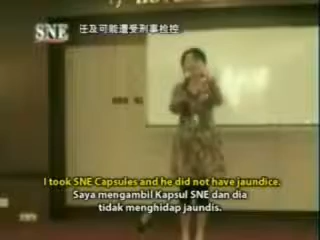 SNE
任及可能遭受刑事检控
I took SNE Capsules and he did not have jaundice.
Saya mengambil Kapsul SNE dan dia
tidak menghidap jaundis.